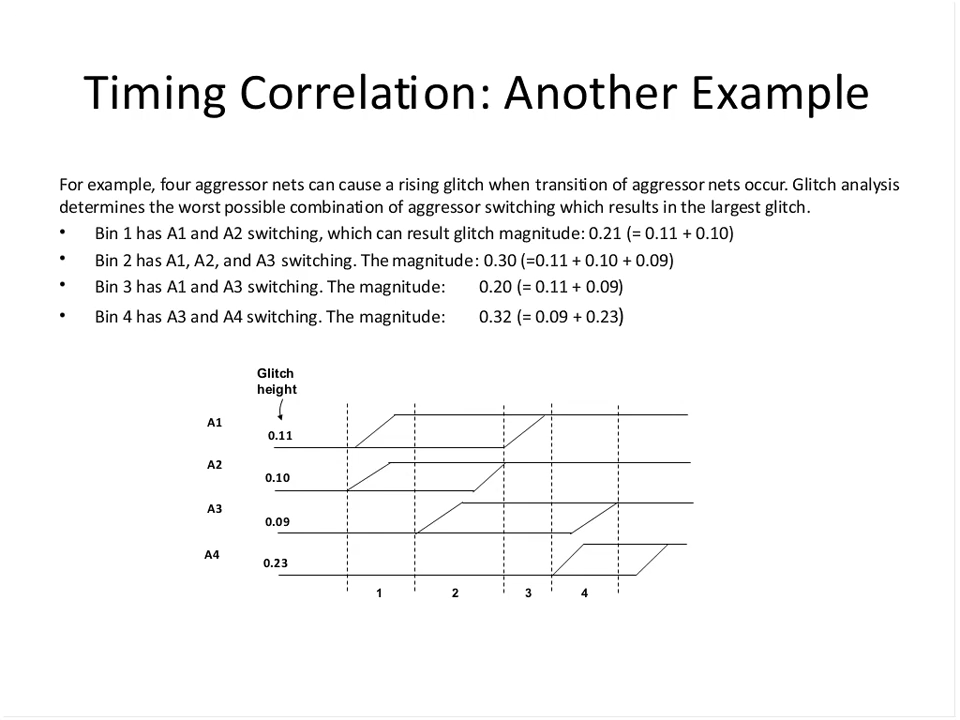 Timing Correlation: Another Example
For example, four aggressor nets can cause a rising glitch when transition of aggressor nets occur. Glitch analysis
determines the worst possible combination of aggressor switching which results in the largest glitch.
• Bin 1 has A1 and A2 switching, which can result glitch magnitude: 0.21 (= 0.11 + 0.10)
• Bin 2 has A1, A2, and A3 switching. The magnitude: 0.30 (=0.11 + 0.10 + 0.09)
• Bin 3 has A1 and A3 switching. The magnitude: 0.20 (= 0.11 + 0.09)
• Bin 4 has A3 and A4 switching. The magnitude: 0.32 (= 0.09 + 0.23)
Glitch
height
A1
0.11
A2
0.10
A3
0.09
A4
0.23
1 2 3 4